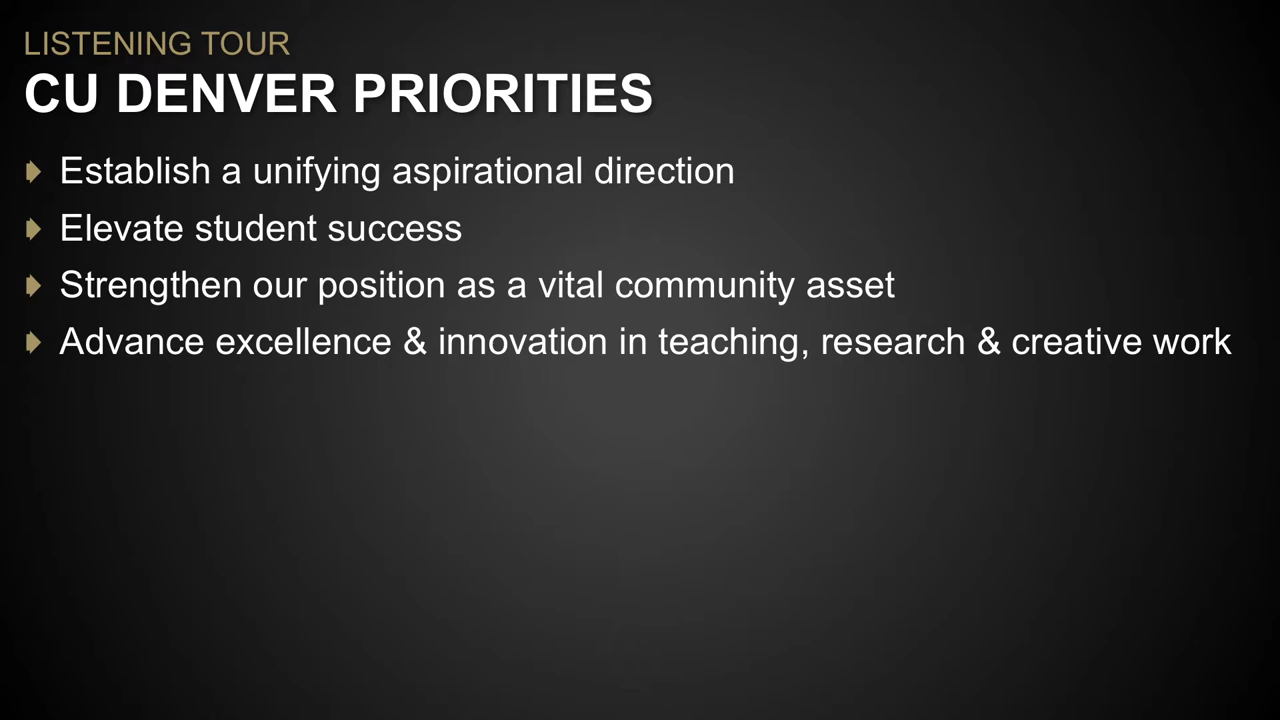 LISTENING TOUR
CU DENVER PRIORITIES
Establish a unifying aspirational direction
Elevate student success
Strengthen our position as a vital community asset
Advance excellence & innovation in teaching, research & creative work